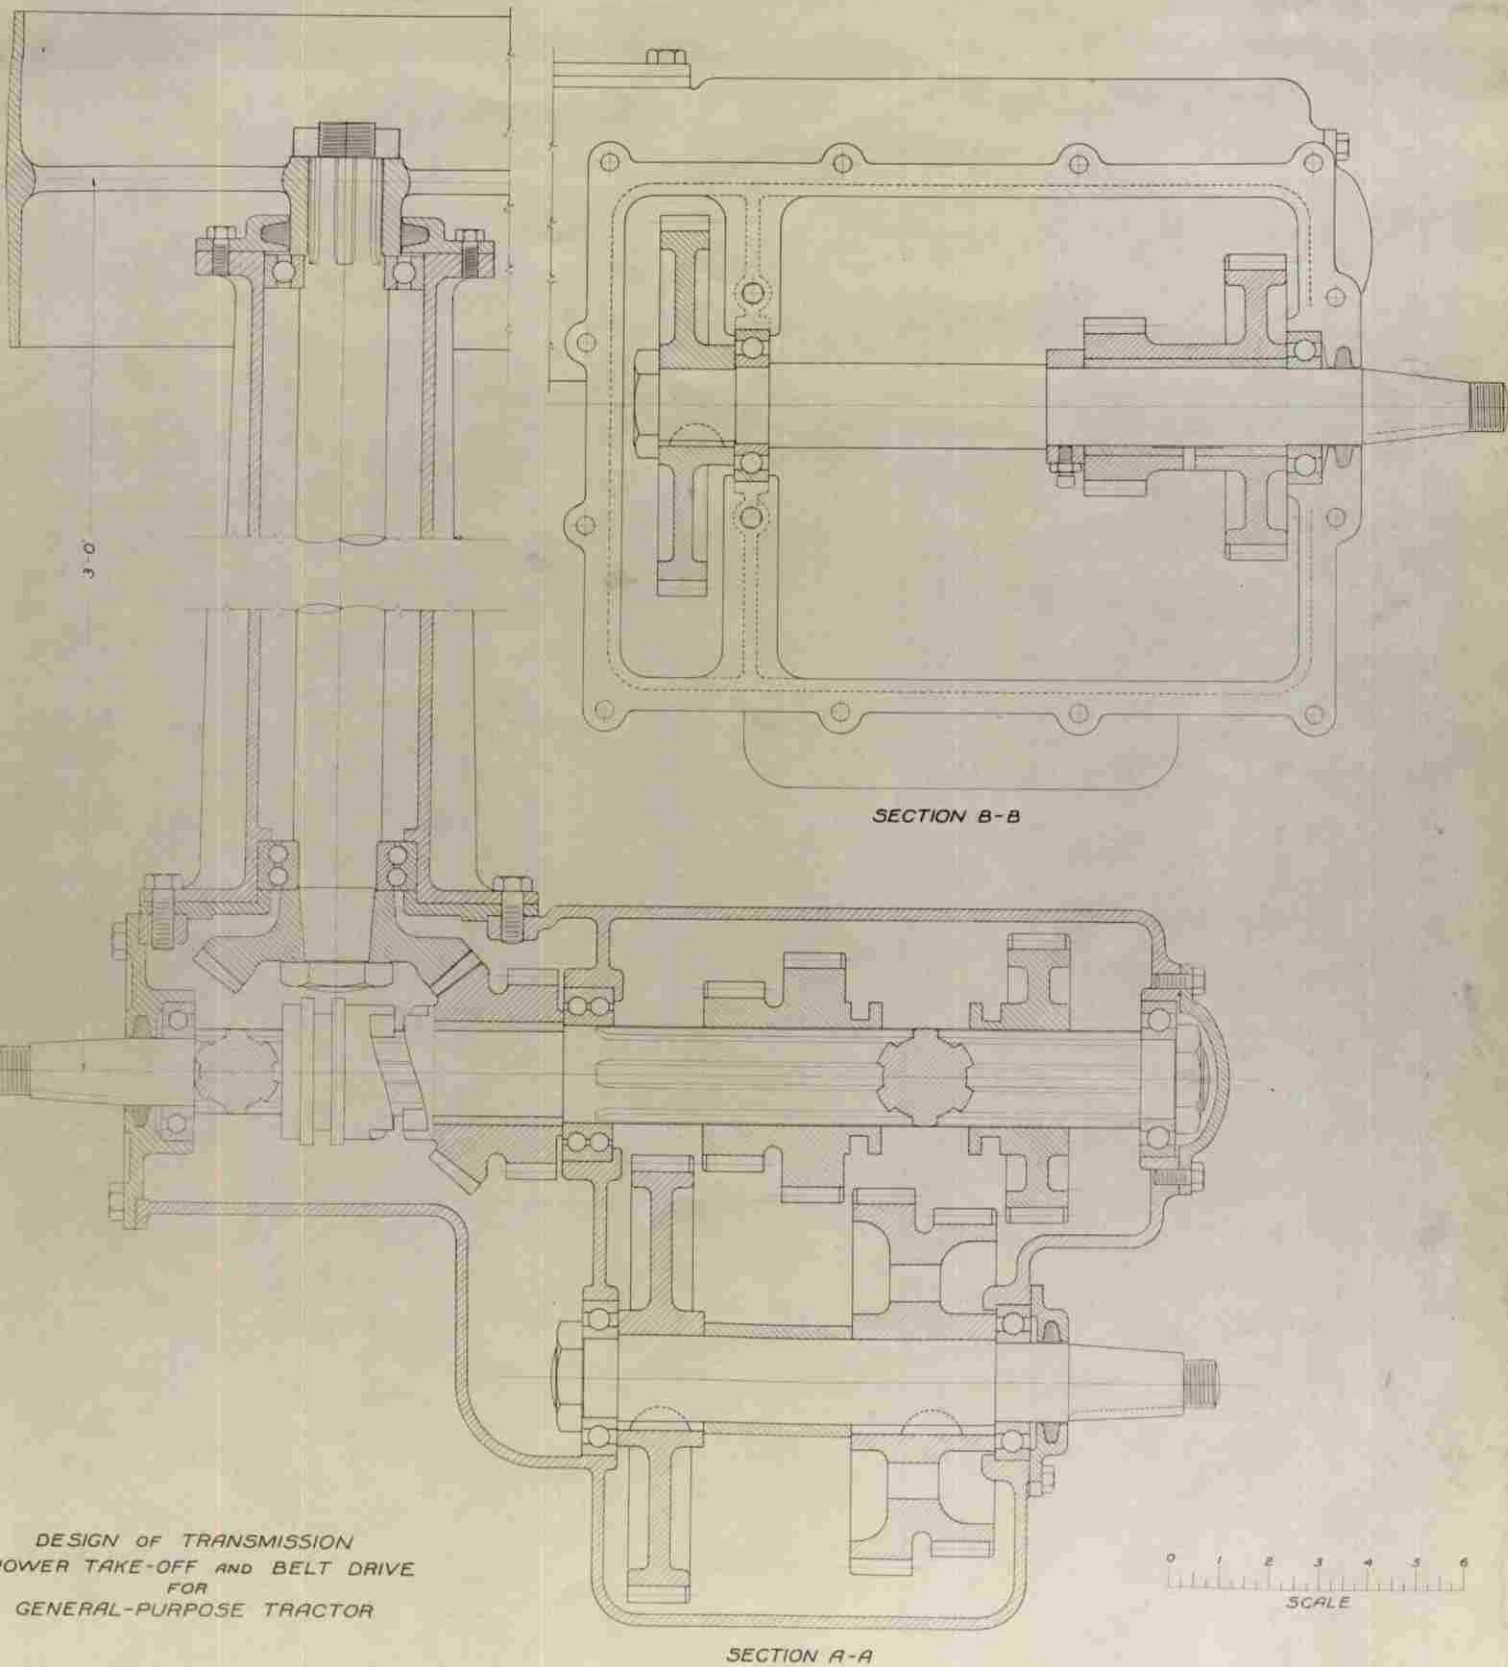 3'-0"
SECTION B-B
DESIGN OF TRANSMISSION
OWER TAKE-OFF AND BELT DRIVE
FOR
GENERAL-PURPOSE TRACTOR
0 1 2 3 4 5 6
SCALE
SECTION A-A